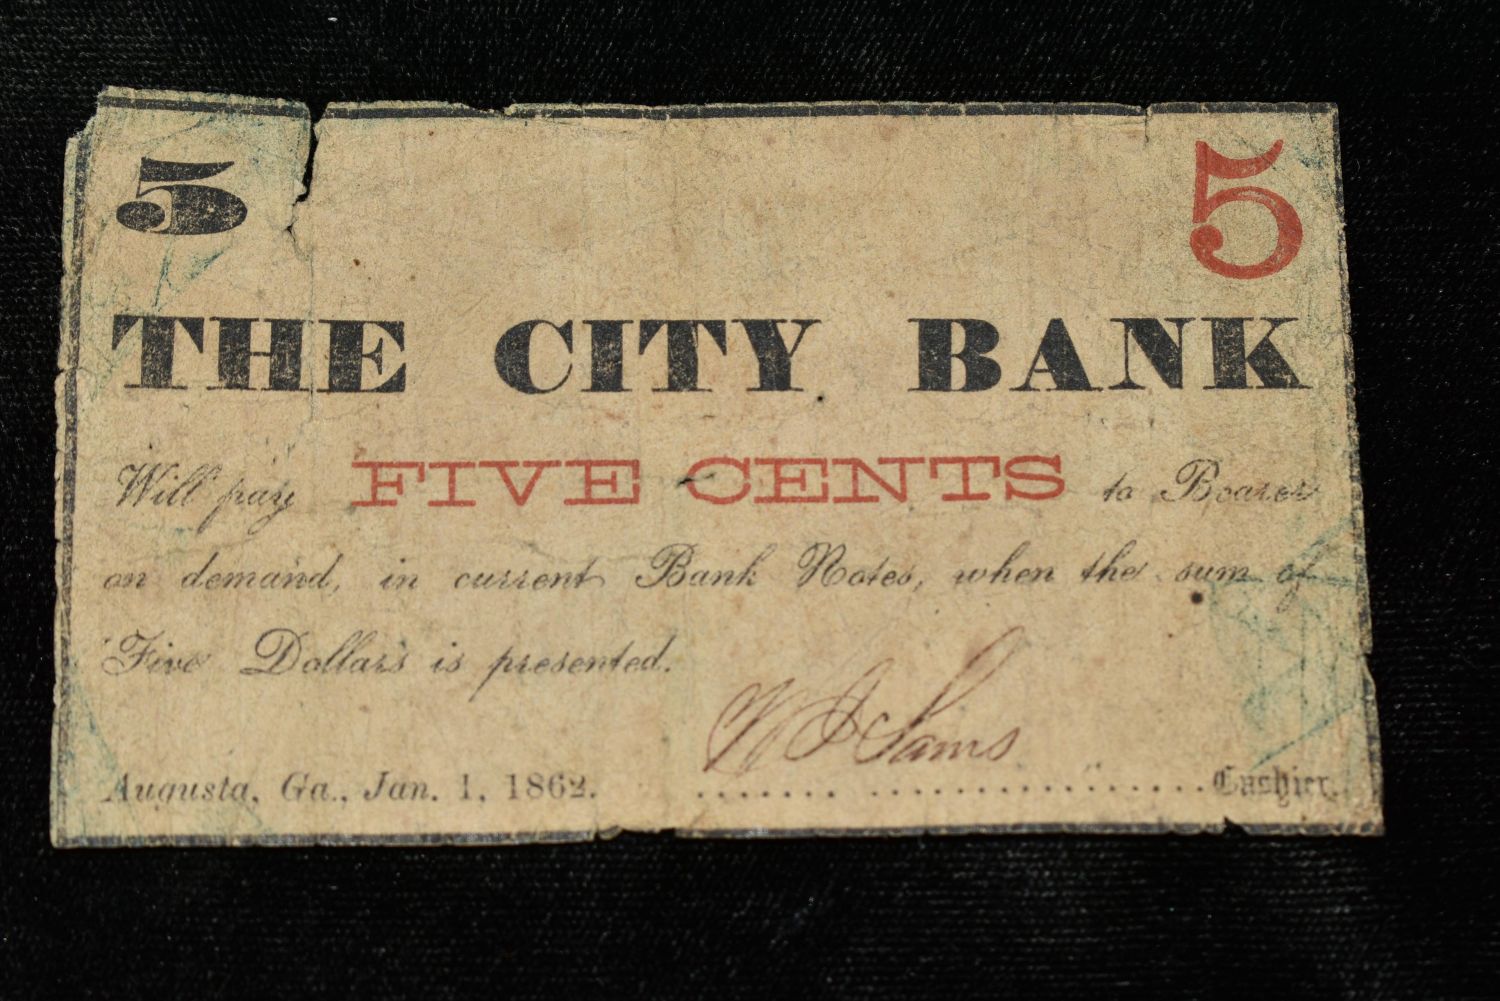 5 5
THE CITY BANK
Will pay FIVE CENTS to Bearer
on demand, in current Bank Notes, when the sum of
Five Dollars is presented.
W J Sams
Augusta, Ga., Jan. 1, 1862. Cashier.